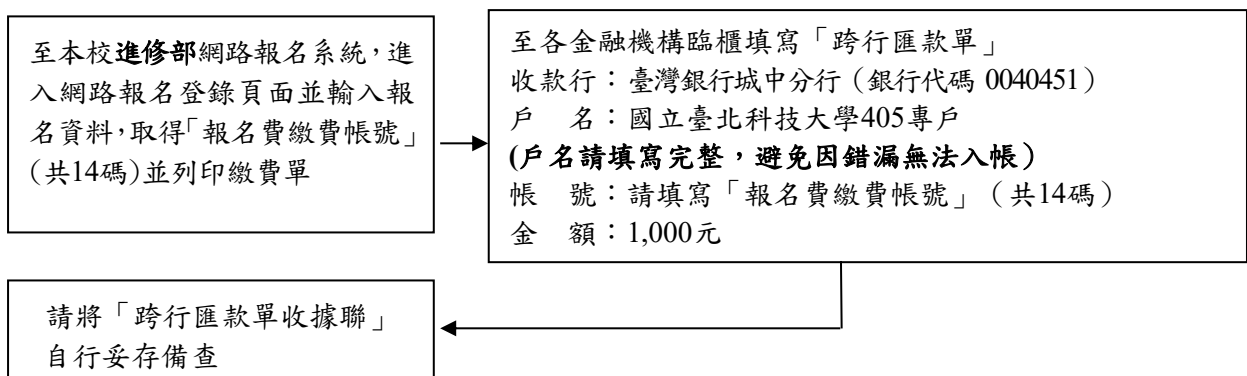 至本校進修部網路報名系統，進
入網路報名登錄頁面並輸入報
名資料，取得「報名費繳費帳號」
(共14碼)並列印繳費單
至各金融機構臨櫃填寫「跨行匯款單」
收款行：臺灣銀行城中分行（銀行代碼 0040451）
戶　名：國立臺北科技大學405專戶
(戶名請填寫完整，避免因錯漏無法入帳）
帳　號：請填寫「報名費繳費帳號」（共14碼）
金　額：1,000元
請將「跨行匯款單收據聯」
自行妥存備查